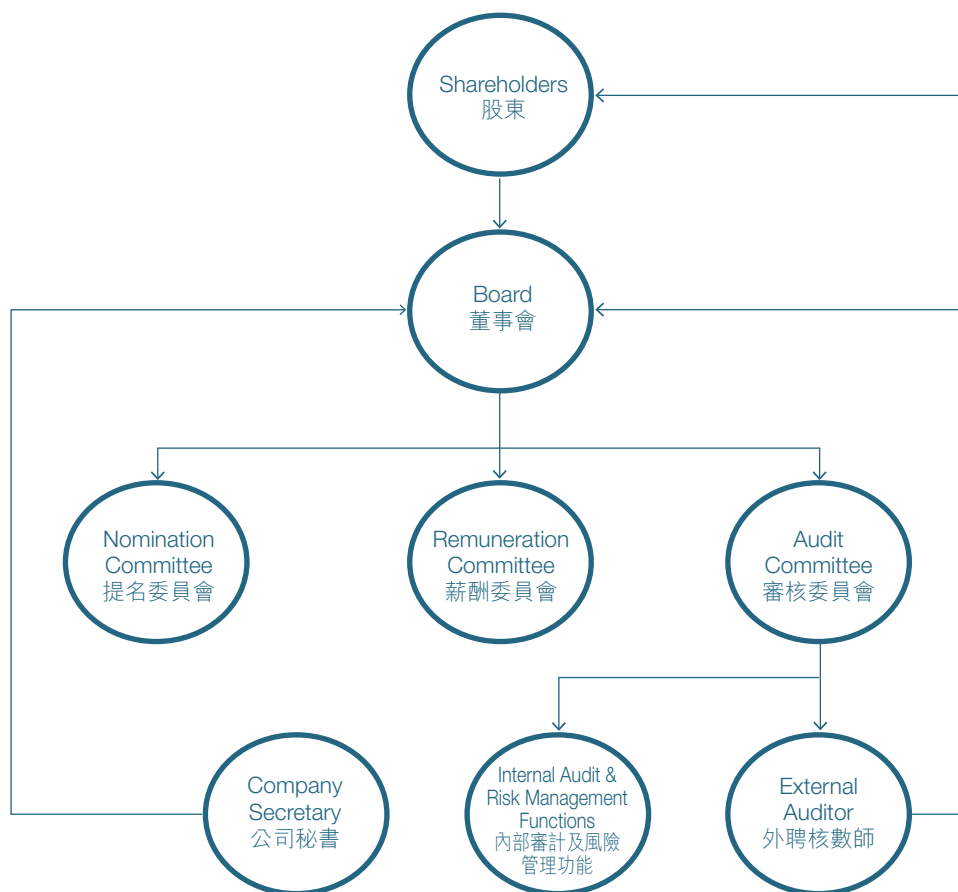 Shareholders
股東
Board
董事會
Nomination
Committee
提名委員會
Remuneration
Committee
薪酬委員會
Audit
Committee
審核委員會
Company
Secretary
公司秘書
Internal Audit &
Risk Management
Functions
內部審計及風險
管理功能
External
Auditor
外聘核數師